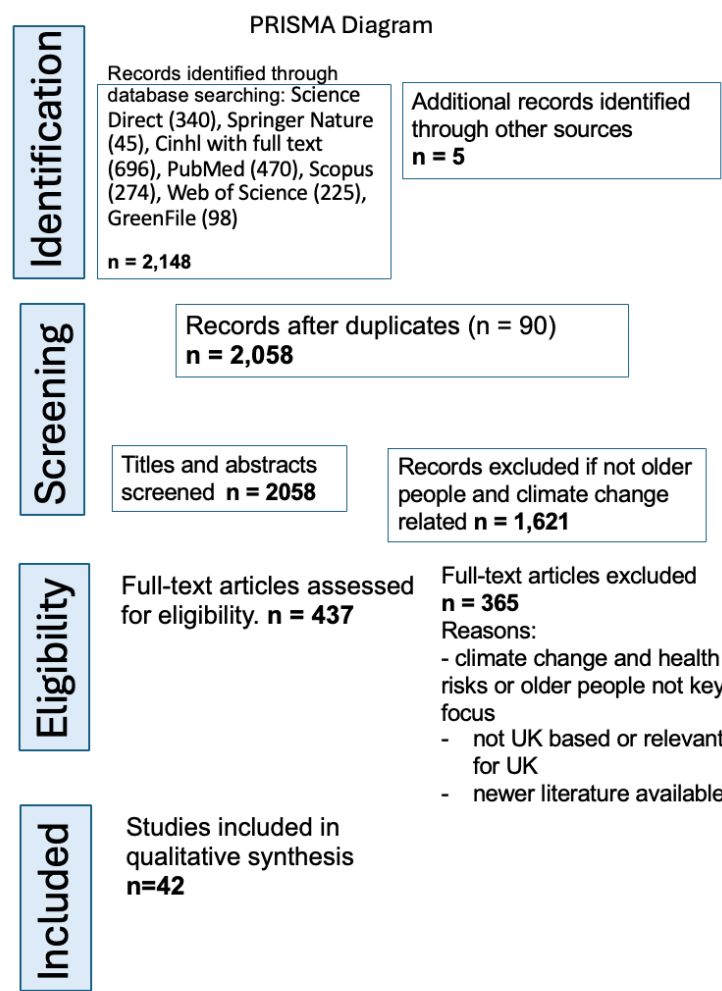 PRISMA Diagram
Identification
Records identified through
database searching: Science
Direct (340), Springer Nature
(45), Cinhl with full text
(696), PubMed (470), Scopus
(274), Web of Science (225),
GreenFile (98)
n = 2,148
Additional records identified
through other sources
n = 5
Screening
Records after duplicates (n = 90)
n = 2,058
Titles and abstracts
screened n = 2058
Records excluded if not older
people and climate change
related n = 1,621
Eligibility
Full-text articles assessed
for eligibility. n = 437
Full-text articles excluded
n = 365
Reasons:
- climate change and health
risks or older people not key
focus
- not UK based or relevant
for UK
- newer literature available
Included
Studies included in
qualitative synthesis
n=42